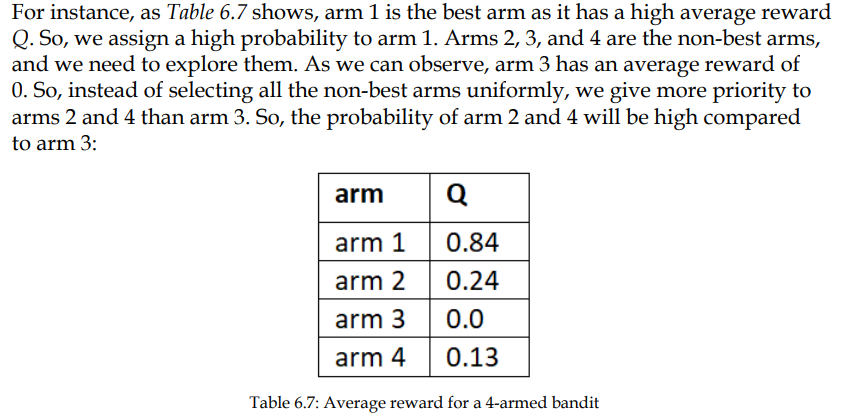 For instance, as Table 6.7 shows, arm 1 is the best arm as it has a high average reward
Q. So, we assign a high probability to arm 1. Arms 2, 3, and 4 are the non-best arms,
and we need to explore them. As we can observe, arm 3 has an average reward of
0. So, instead of selecting all the non-best arms uniformly, we give more priority to
arms 2 and 4 than arm 3. So, the probability of arm 2 and 4 will be high compared
to arm 3:
arm Q
arm 1 0.84
arm 2 0.24
arm 3 0.0
arm 4 0.13
Table 6.7: Average reward for a 4-armed bandit